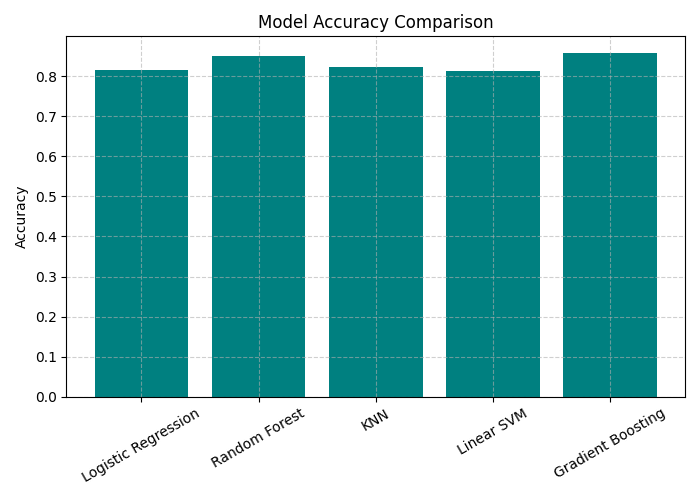 Model Accuracy Comparison
Accuracy
0.8
0.7
0.6
0.5
0.4
0.3
0.2
0.1
0.0
Logistic Regression
Random Forest
KNN
Linear SVM
Gradient Boosting